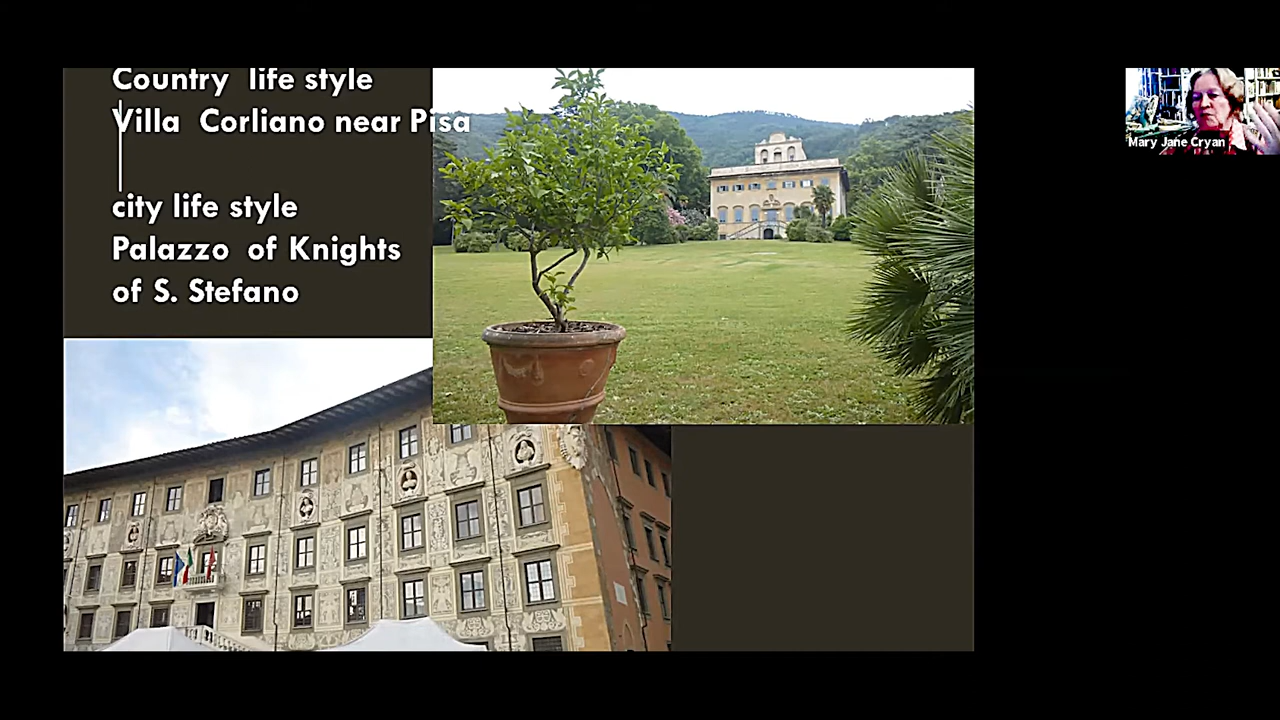 Country life style
Villa Corliano near Pisa
city life style
Palazzo of Knights
of S. Stefano
Mary Jane Cryan